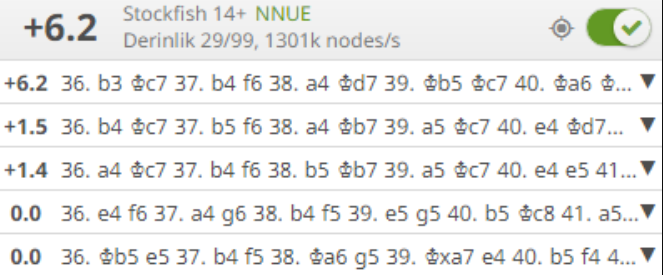 +6.2
Stockfish 14+ NNUE
Derinlik 29/99, 1301k nodes/s
+6.2 36. b3 ♚c7 37. b4 f6 38. a4 ♚d7 39. ♚b5 ♚c7 40. ♚a6 ♚...
+1.5 36. b4 ♚c7 37. b5 f6 38. a4 ♚b7 39. a5 ♚c7 40. e4 ♚d7...
+1.4 36. a4 ♚c7 37. b4 f6 38. b5 ♚b7 39. a5 ♚c7 40. e4 e5 41...
0.0 36. e4 f6 37. a4 g6 38. b4 f5 39. e5 g5 40. b5 ♚c8 41. a5...
0.0 36. ♚b5 e5 37. b4 f5 38. ♚a6 g5 39. ♚xa7 e4 40. b5 f4 4...